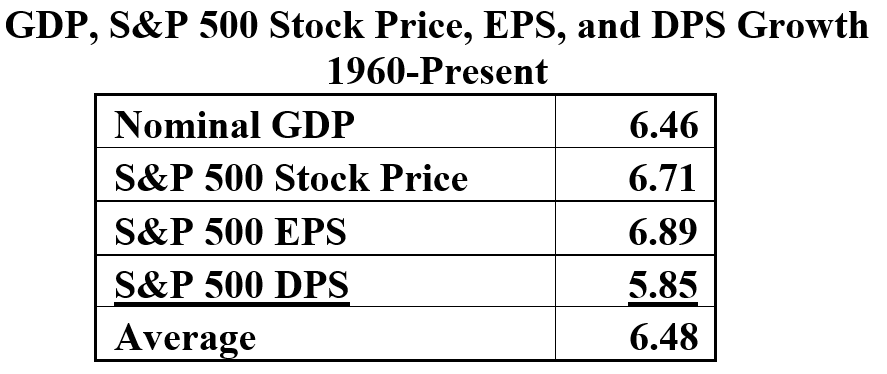 GDP, S&P 500 Stock Price, EPS, and DPS Growth
1960-Present
Nominal GDP 6.46
S&P 500 Stock Price 6.71
S&P 500 EPS 6.89
S&P 500 DPS 5.85
Average 6.48